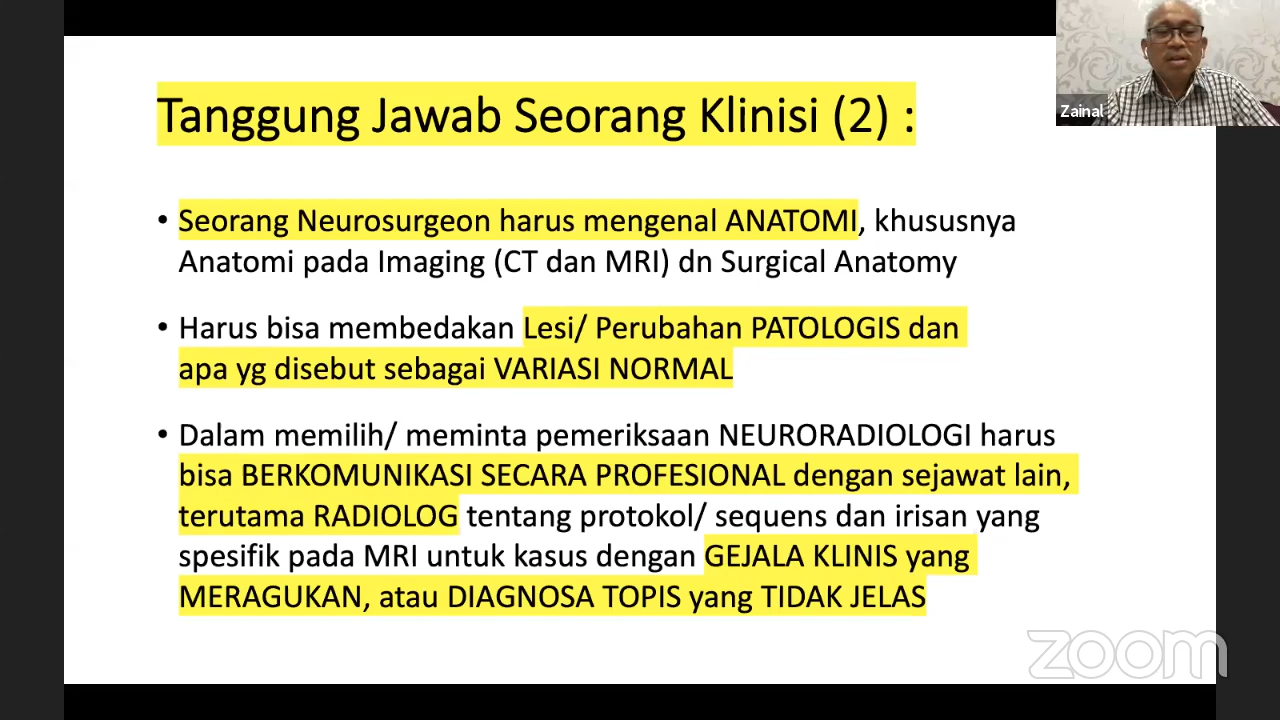 Tanggung Jawab Seorang Klinisi (2) :
Zainal
• Seorang Neurosurgeon harus mengenal ANATOMI, khususnya
Anatomi pada Imaging (CT dan MRI) dn Surgical Anatomy
• Harus bisa membedakan Lesi/ Perubahan PATOLOGIS dan
apa yg disebut sebagai VARIASI NORMAL
• Dalam memilih/ meminta pemeriksaan NEURORADIOLOGI harus
bisa BERKOMUNIKASI SECARA PROFESIONAL dengan sejawat lain,
terutama RADIOLOG tentang protokol/ sequens dan irisan yang
spesifik pada MRI untuk kasus dengan GEJALA KLINIS yang
MERAGUKAN, atau DIAGNOSA TOPIS yang TIDAK JELAS
zoom